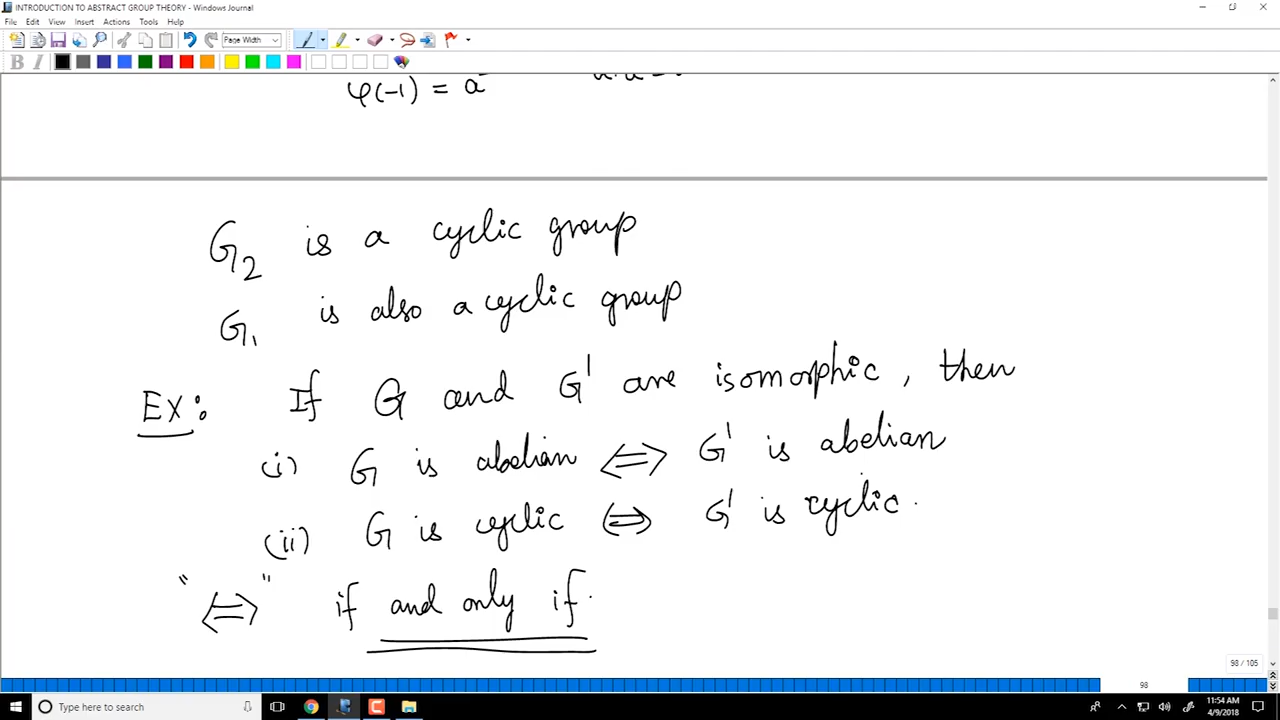 INTRODUCTION TO ABSTRACT GROUP THEORY - Windows Journal
File Edit View Insert Actions Tools Help
Page Width
B I
φ(-1) = a
G₂ is a cyclic group
G₁ is also a cyclic group
Ex: If G and G' are isomorphic, then
(i) G is abelian ⇔ G' is abelian
(ii) G is cyclic ⇔ G' is cyclic.
"⇔" if and only if.
98 / 105
98
Type here to search
11:54 AM
4/9/2018